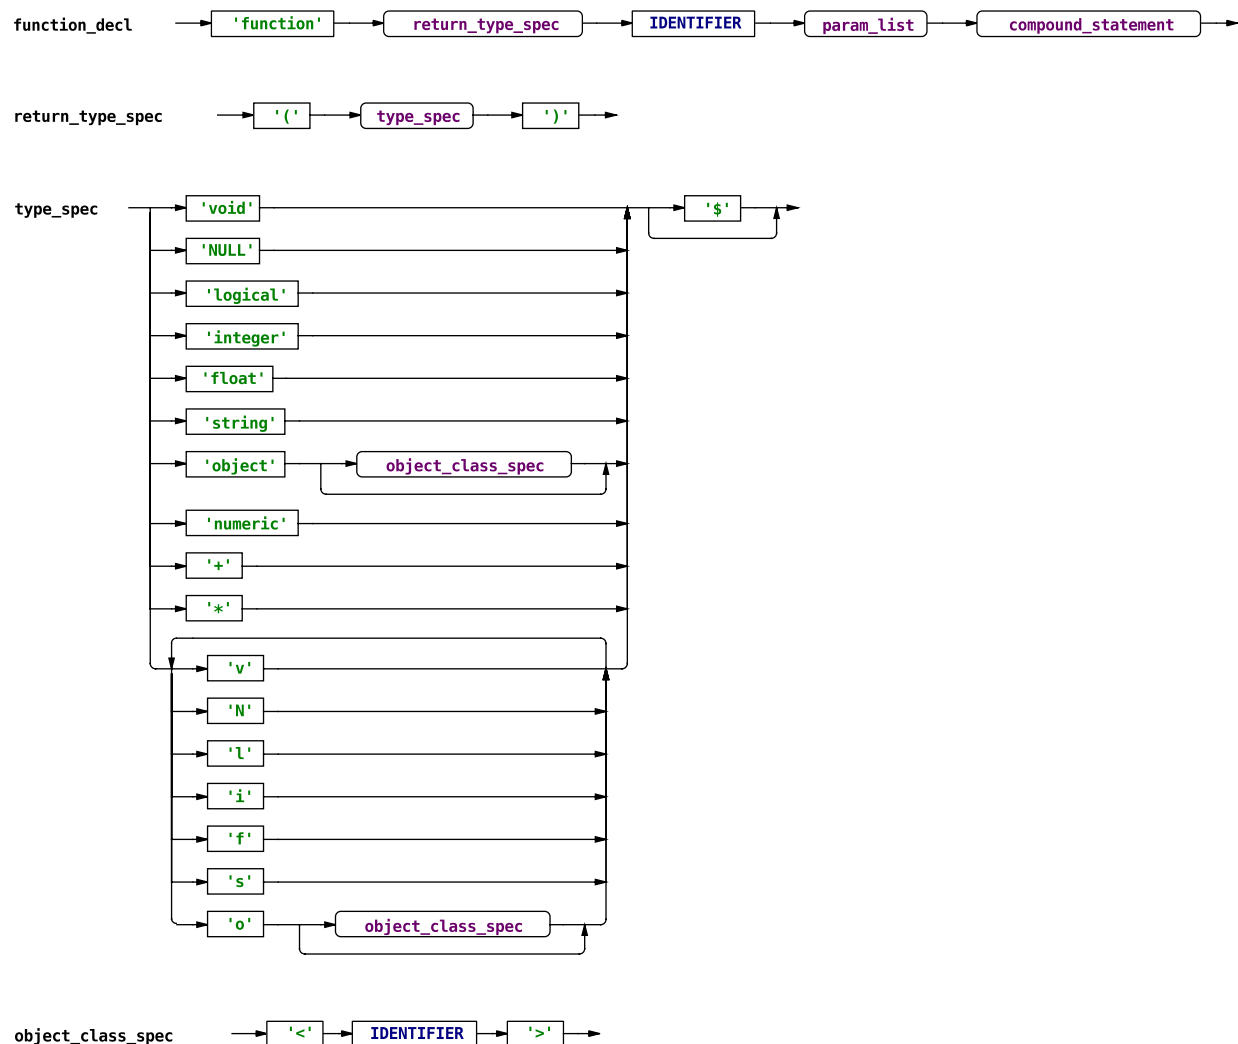 function_decl 'function' return_type_spec IDENTIFIER param_list compound_statement
return_type_spec '(' type_spec ')'
type_spec 'void' '$'
'NULL'
'logical'
'integer'
'float'
'string'
'object' object_class_spec
'numeric'
'+'
'*'
'v'
'N'
'l'
'i'
'f'
's'
'o' object_class_spec
object_class_spec '<' IDENTIFIER '>'